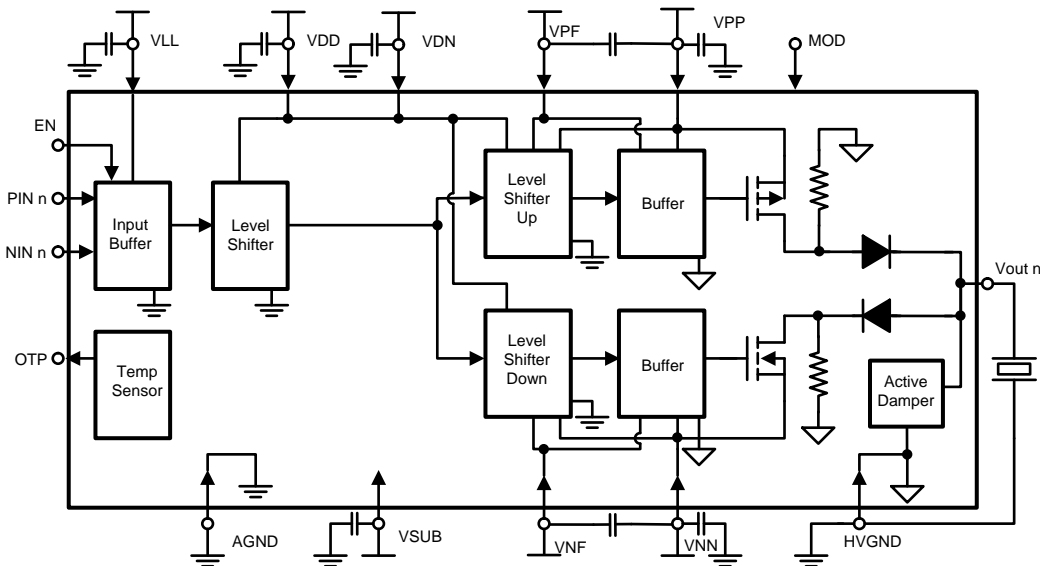 VLL
VDD
VDN
VPF
VPP
MOD
EN
PIN n
NIN n
OTP
Input
Buffer
Level
Shifter
Level
Shifter
Up
Buffer
Vout n
Temp
Sensor
Level
Shifter
Down
Buffer
Active
Damper
AGND
VSUB
VNF
VNN
HVGND